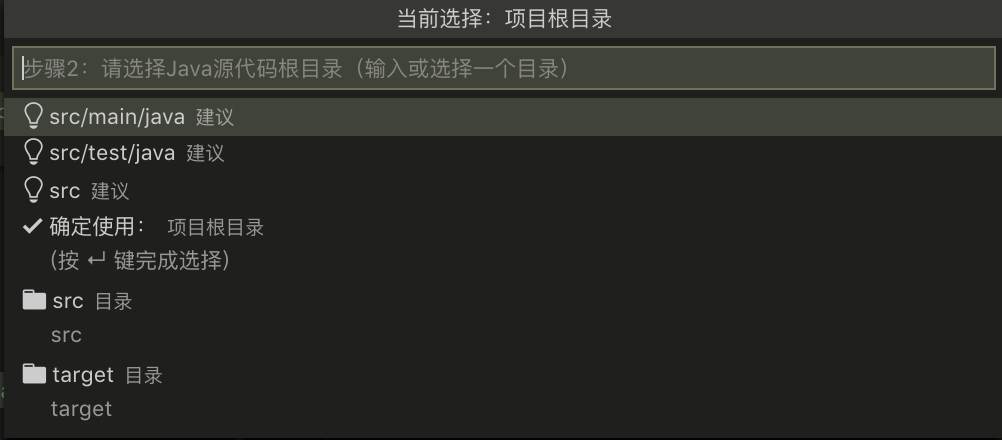 当前选择：项目根目录
步骤2：请选择Java源代码根目录（输入或选择一个目录）
src/main/java 建议
src/test/java 建议
src 建议
确定使用： 项目根目录
(按 ↵ 键完成选择)
src 目录
src
target 目录
target